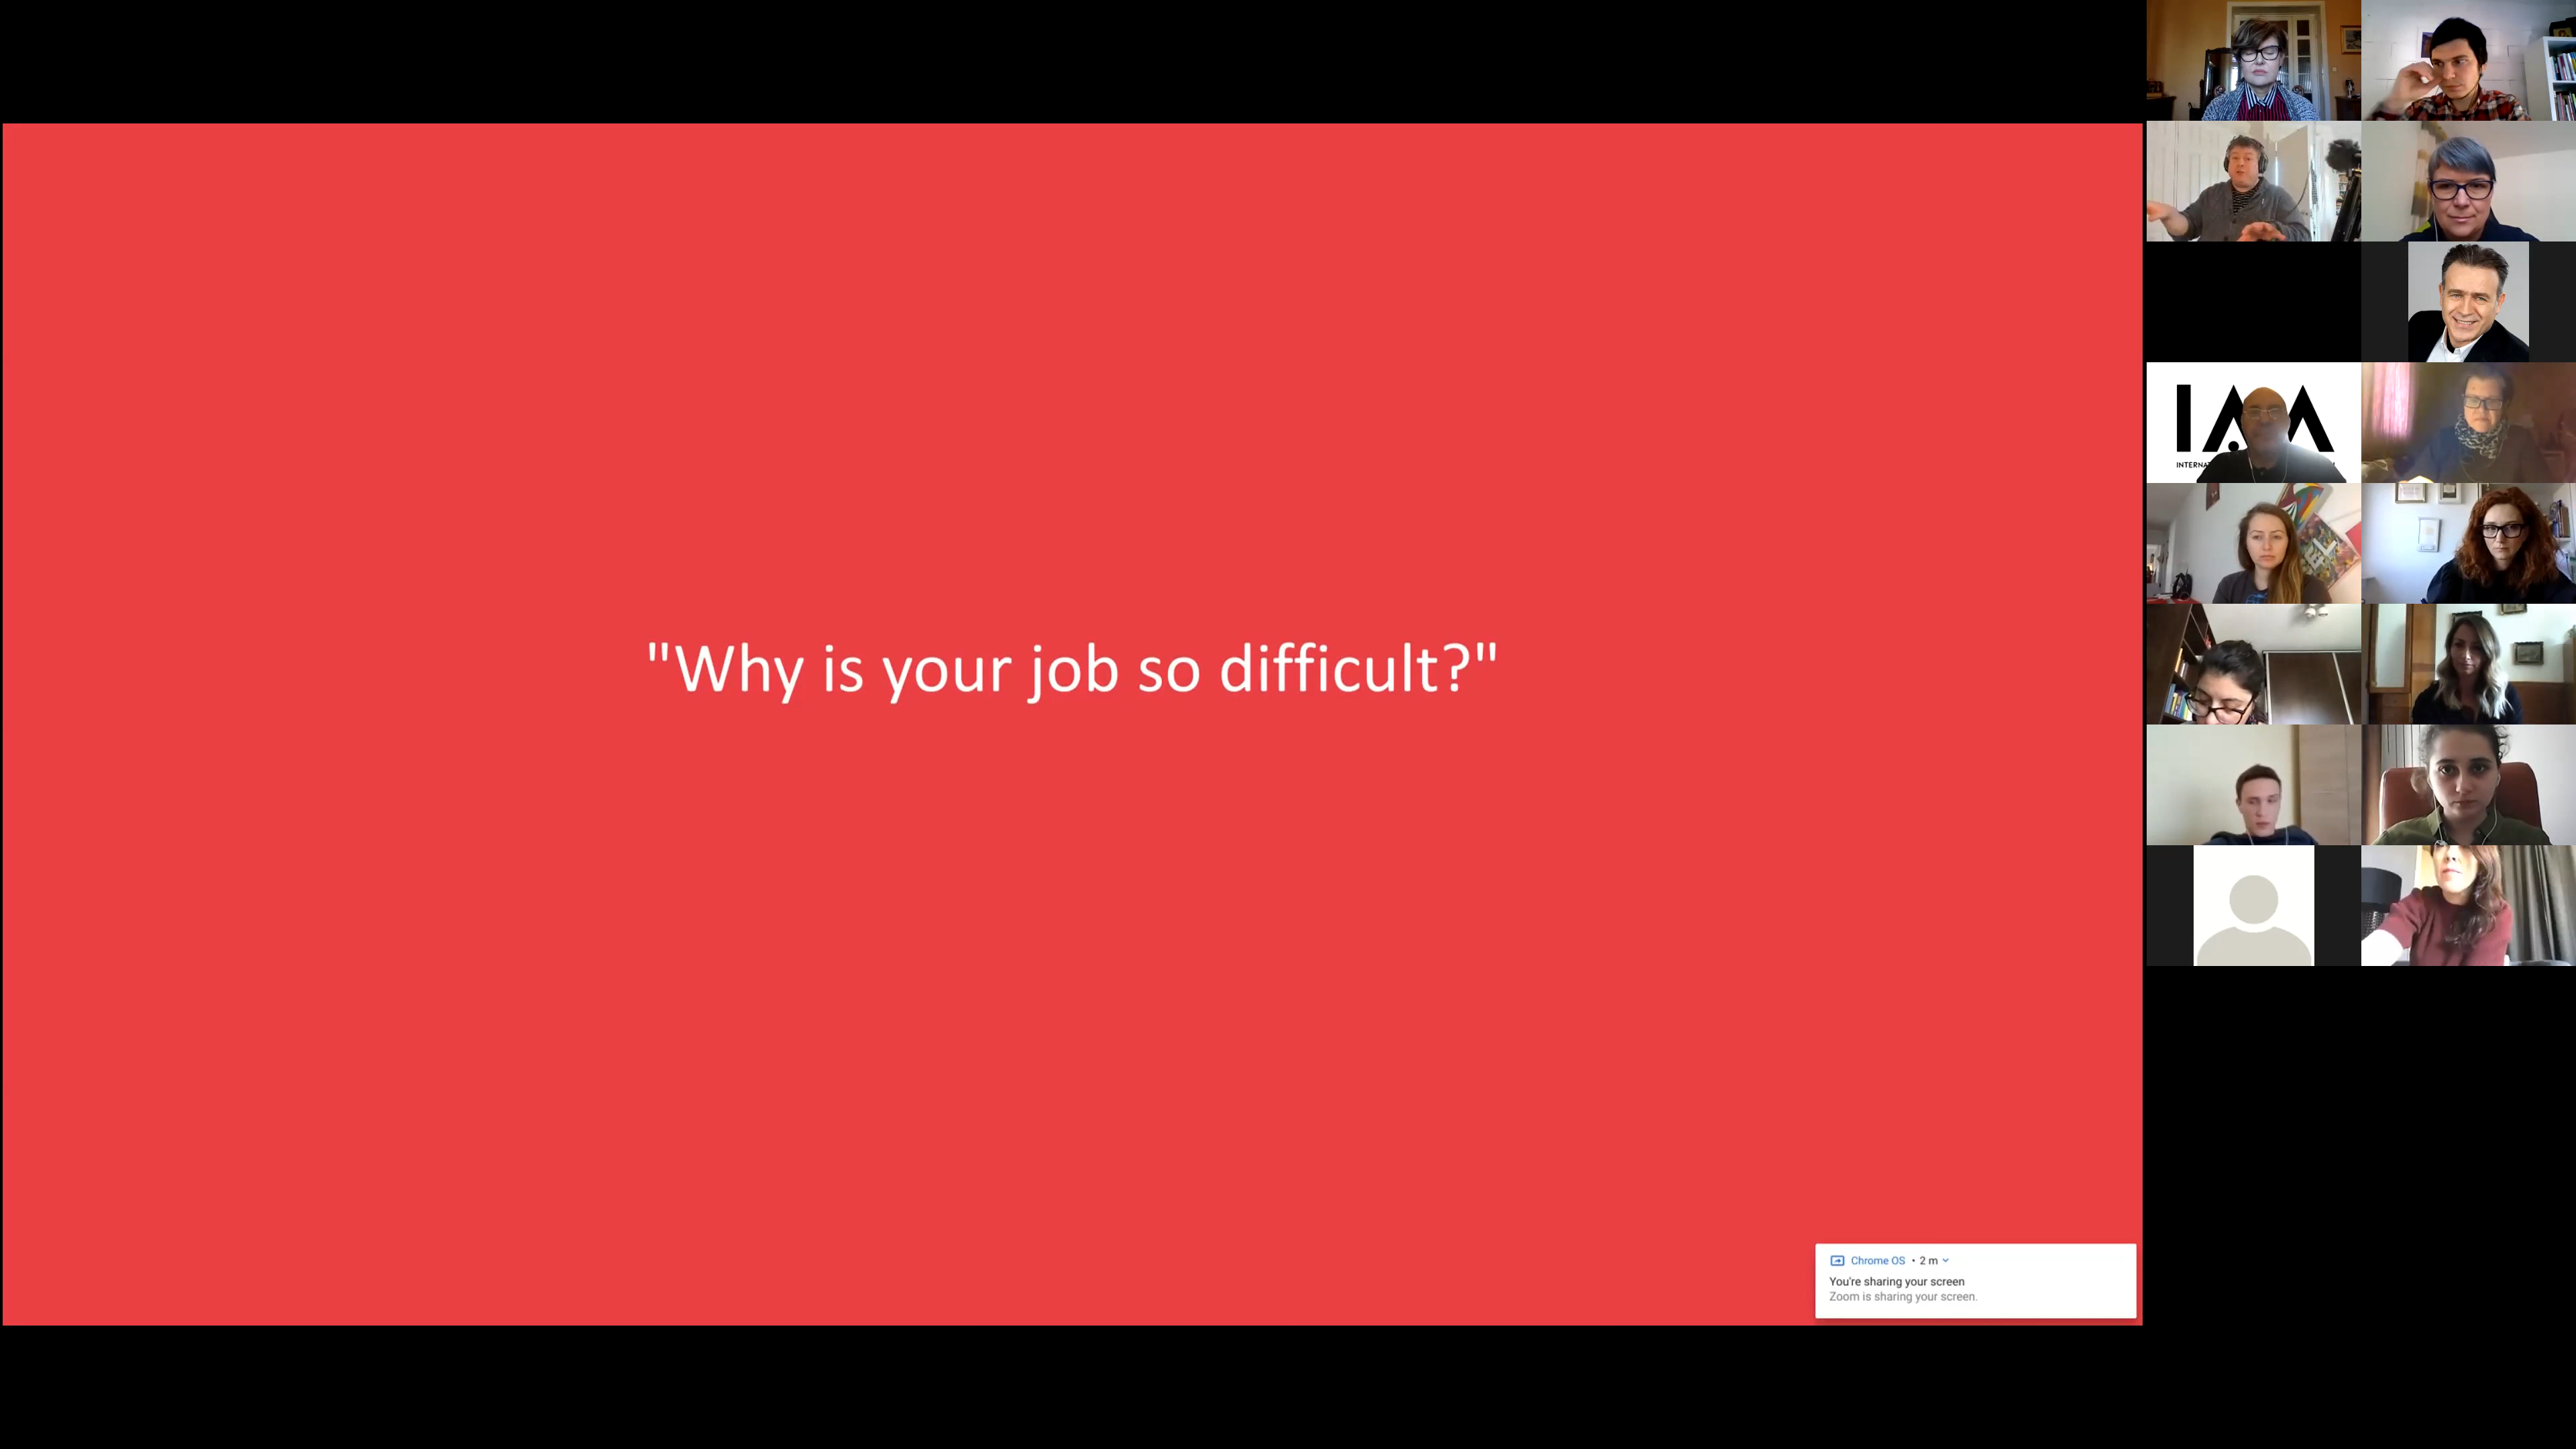 "Why is your job so difficult?"
Chrome OS • 2 m
You're sharing your screen
Zoom is sharing your screen.